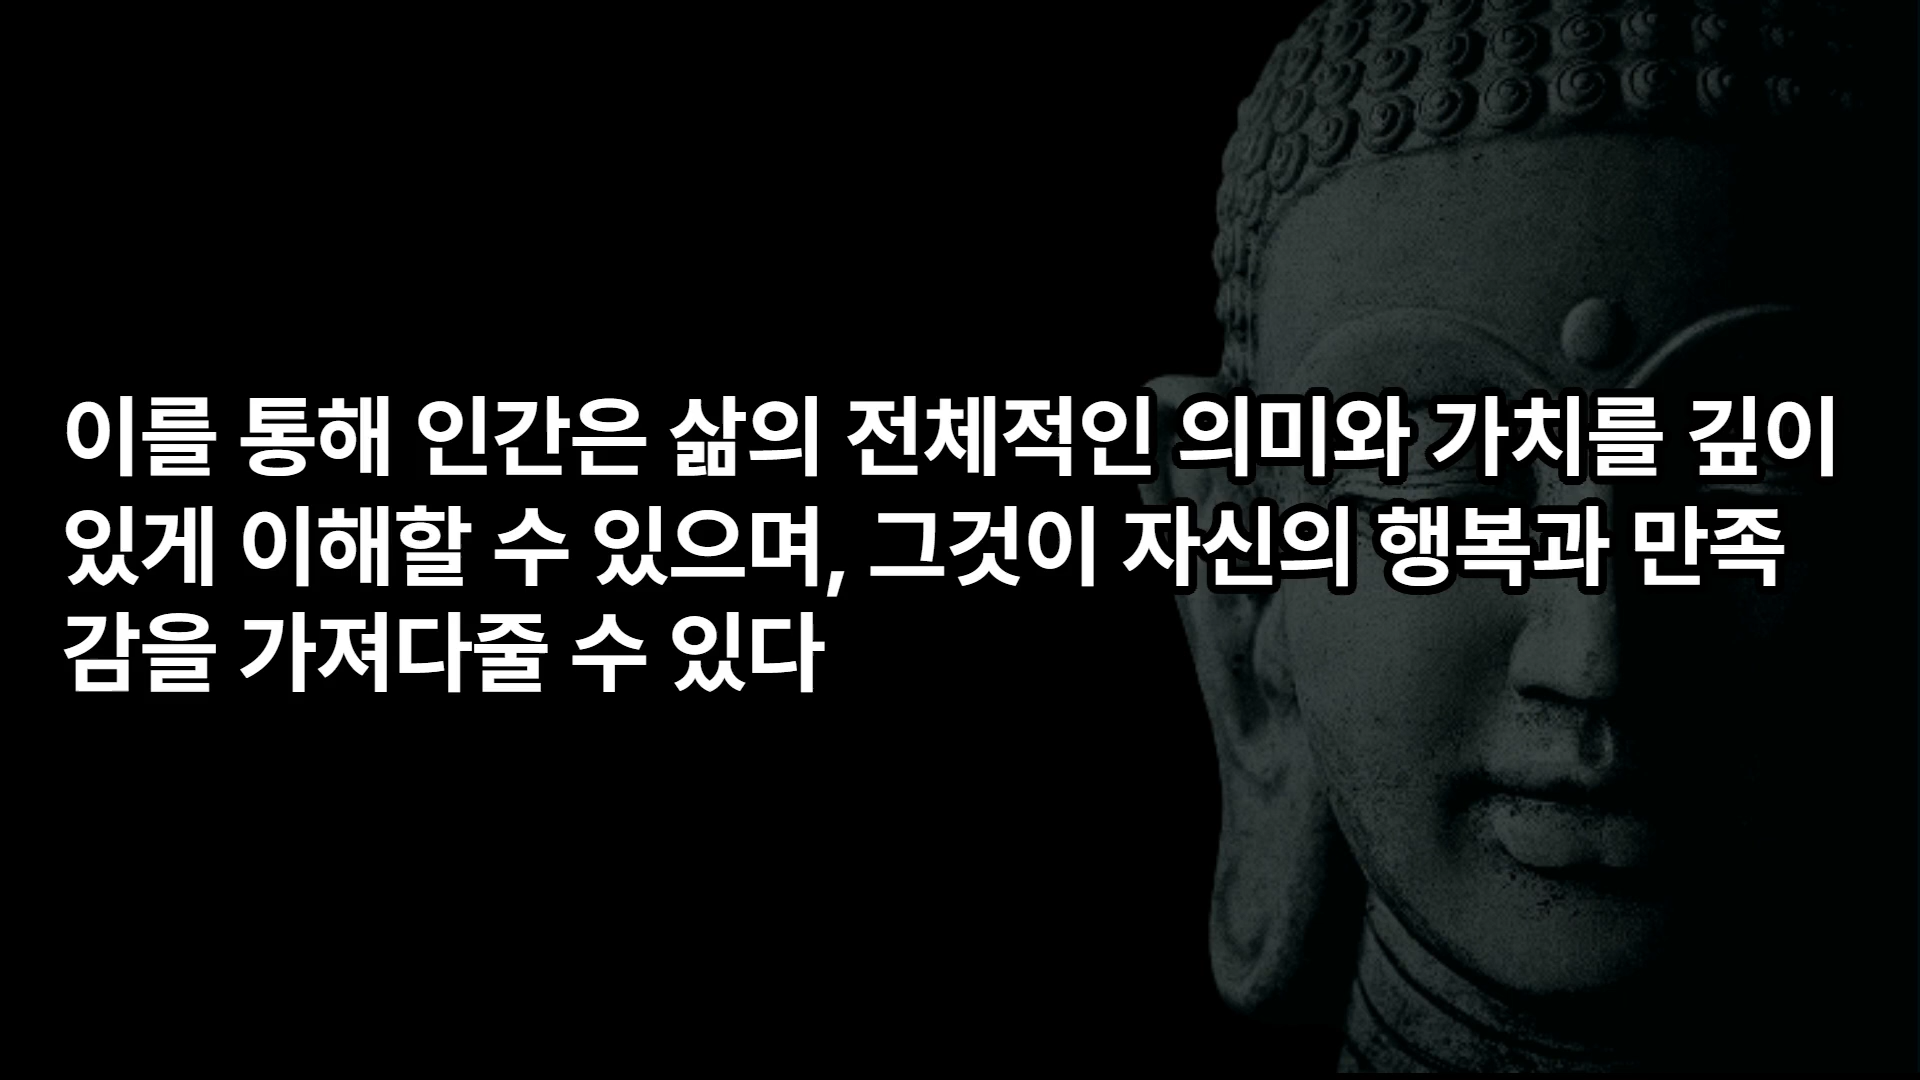 이를 통해 인간은 삶의 전체적인 의미와 가치를 깊이
있게 이해할 수 있으며, 그것이 자신의 행복과 만족
감을 가져다줄 수 있다